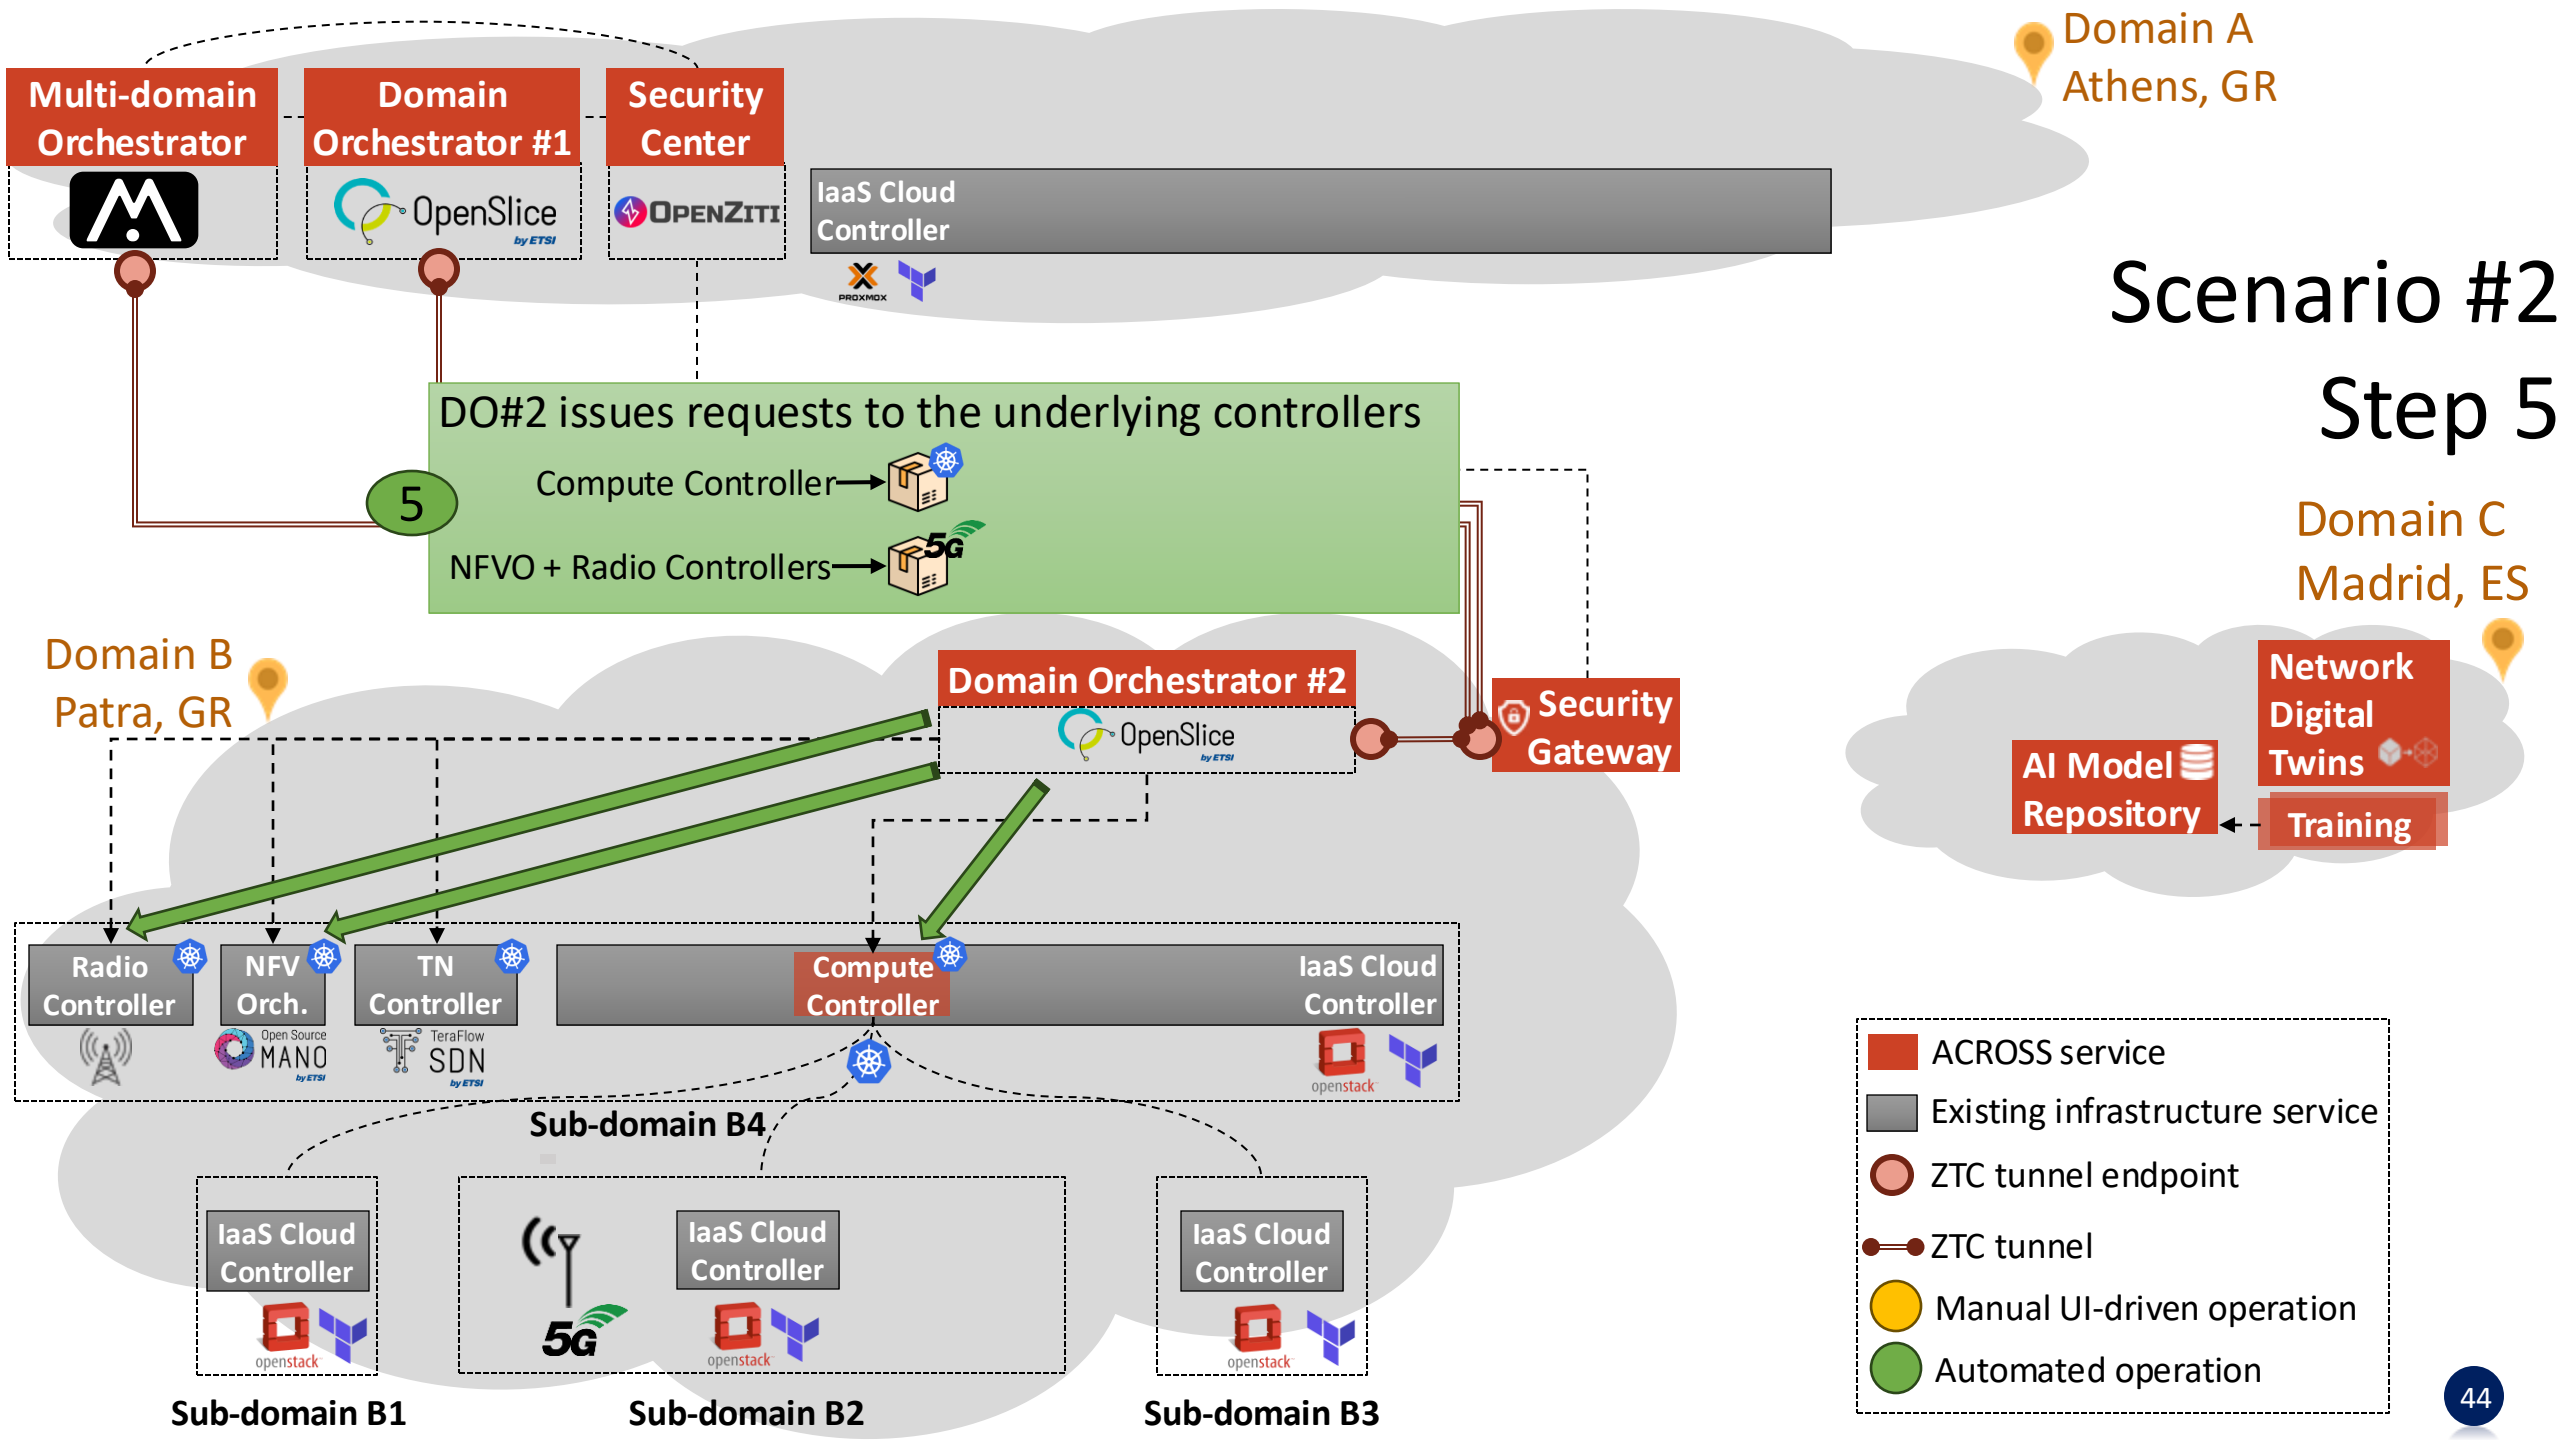 Domain A
Athens, GR
Multi-domain
Orchestrator
Domain
Orchestrator #1
Security
Center
OpenSlice
by ETSI
OPENZITI
IaaS Cloud
Controller
PROXMOX
Scenario #2
Step 5
DO#2 issues requests to the underlying controllers
Compute Controller
5
NFVO + Radio Controllers
5G
Domain C
Madrid, ES
Domain B
Patra, GR
Domain Orchestrator #2
OpenSlice
by ETSI
Security
Gateway
Network
Digital
Twins
AI Model
Repository
Training
Radio
Controller
NFV
Orch.
TN
Controller
Compute
Controller
IaaS Cloud
Controller
Open Source
MANO
by ETSI
TeraFlow
SDN
by ETSI
openstack
Sub-domain B4
IaaS Cloud
Controller
openstack
Sub-domain B1
5G
IaaS Cloud
Controller
openstack
Sub-domain B2
IaaS Cloud
Controller
openstack
Sub-domain B3
ACROSS service
Existing infrastructure service
ZTC tunnel endpoint
ZTC tunnel
Manual UI-driven operation
Automated operation
44